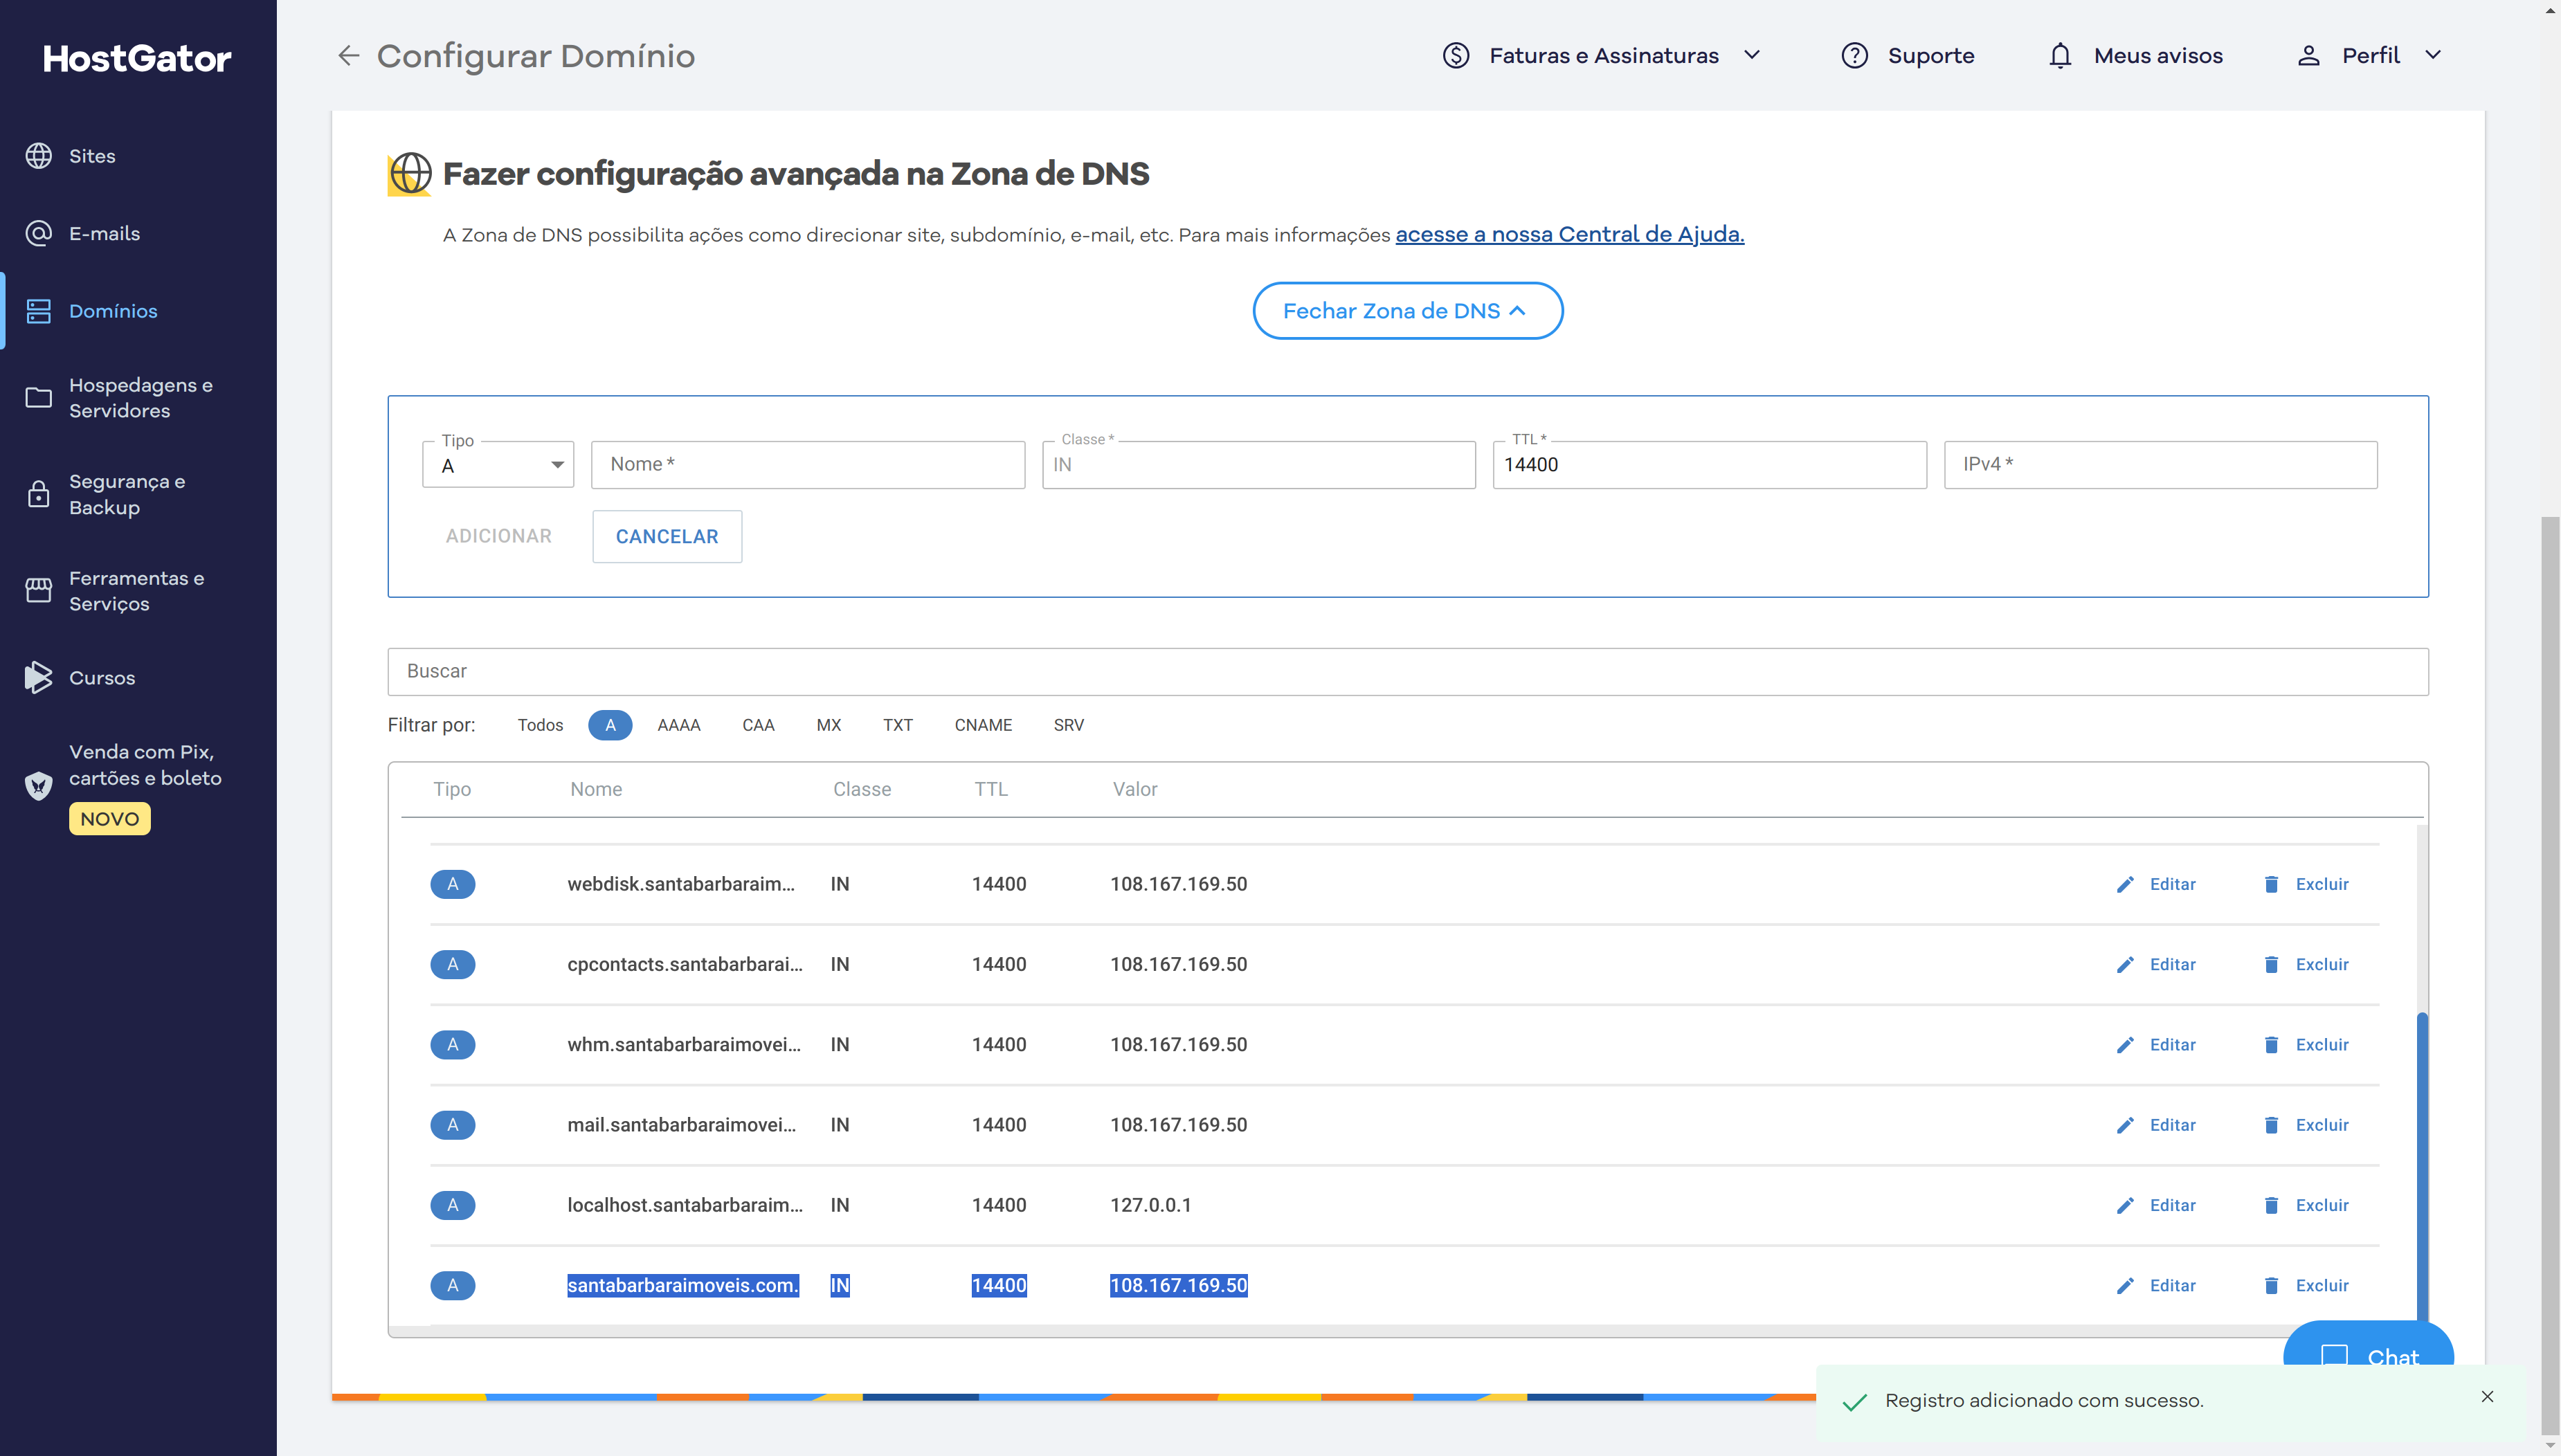 HostGator
Configurar Domínio
Faturas e Assinaturas
Suporte
Meus avisos
Perfil
Sites
E-mails
Domínios
Hospedagens e
Servidores
Segurança e
Backup
Ferramentas e
Serviços
Cursos
Venda com Pix,
cartões e boleto
NOVO
Fazer configuração avançada na Zona de DNS
A Zona de DNS possibilita ações como direcionar site, subdomínio, e-mail, etc. Para mais informações acesse a nossa Central de Ajuda.
Fechar Zona de DNS
Tipo
A
Nome *
Classe *
IN
TTL *
14400
IPv4 *
ADICIONAR
CANCELAR
Buscar
Filtrar por: Todos A AAAA CAA MX TXT CNAME SRV
Tipo Nome Classe TTL Valor
A webdisk.santabarbaraim... IN 14400 108.167.169.50 Editar Excluir
A cpcontacts.santabarbarai... IN 14400 108.167.169.50 Editar Excluir
A whm.santabarbaraimovei... IN 14400 108.167.169.50 Editar Excluir
A mail.santabarbaraimovei... IN 14400 108.167.169.50 Editar Excluir
A localhost.santabarbaraim... IN 14400 127.0.0.1 Editar Excluir
A santabarbaraimoveis.com. IN 14400 108.167.169.50 Editar Excluir
Chat
Registro adicionado com sucesso.